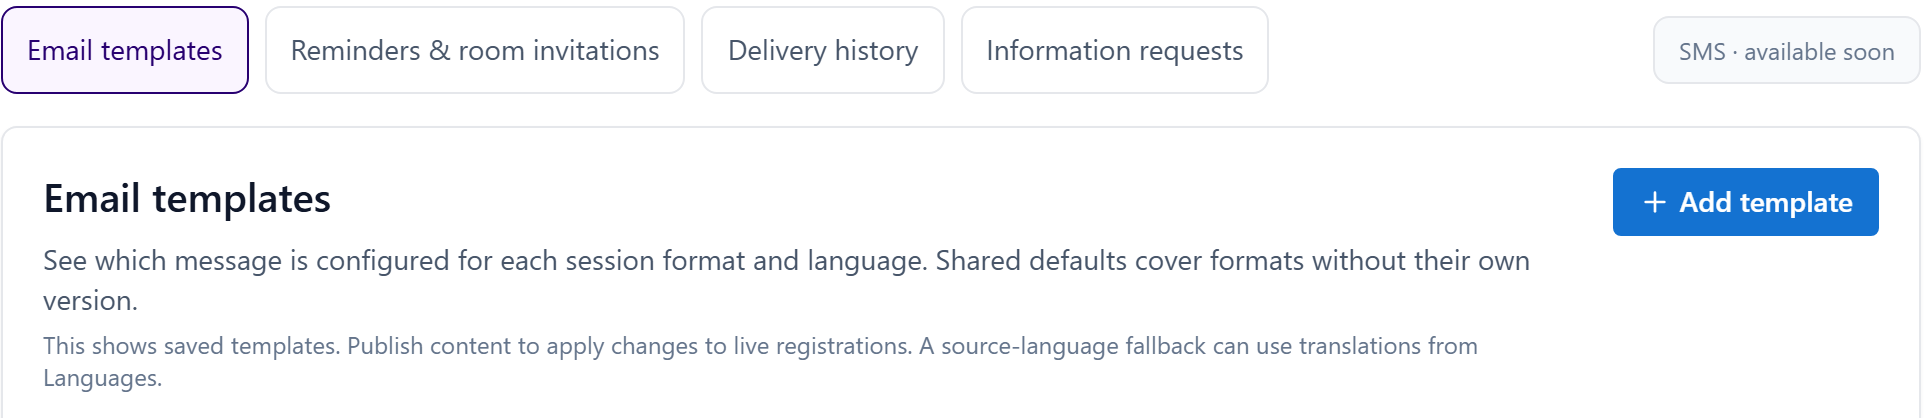 Email templates
Reminders & room invitations
Delivery history
Information requests
SMS · available soon
Email templates
+ Add template
See which message is configured for each session format and language. Shared defaults cover formats without their own
version.
This shows saved templates. Publish content to apply changes to live registrations. A source-language fallback can use translations from
Languages.